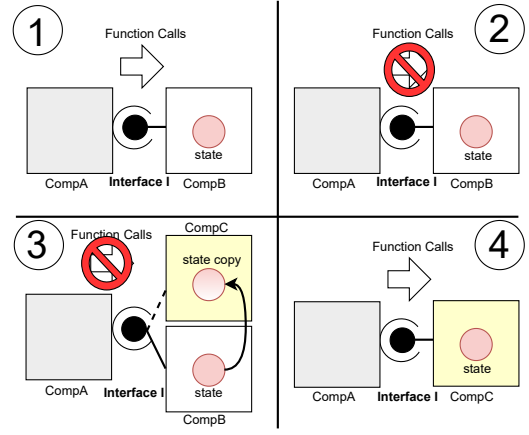 1
Function Calls
state
CompA
Interface I
CompB
2
Function Calls
state
CompA
Interface I
CompB
3
Function Calls
CompC
state copy
state
CompA
Interface I
CompB
4
Function Calls
state
CompA
Interface I
CompC